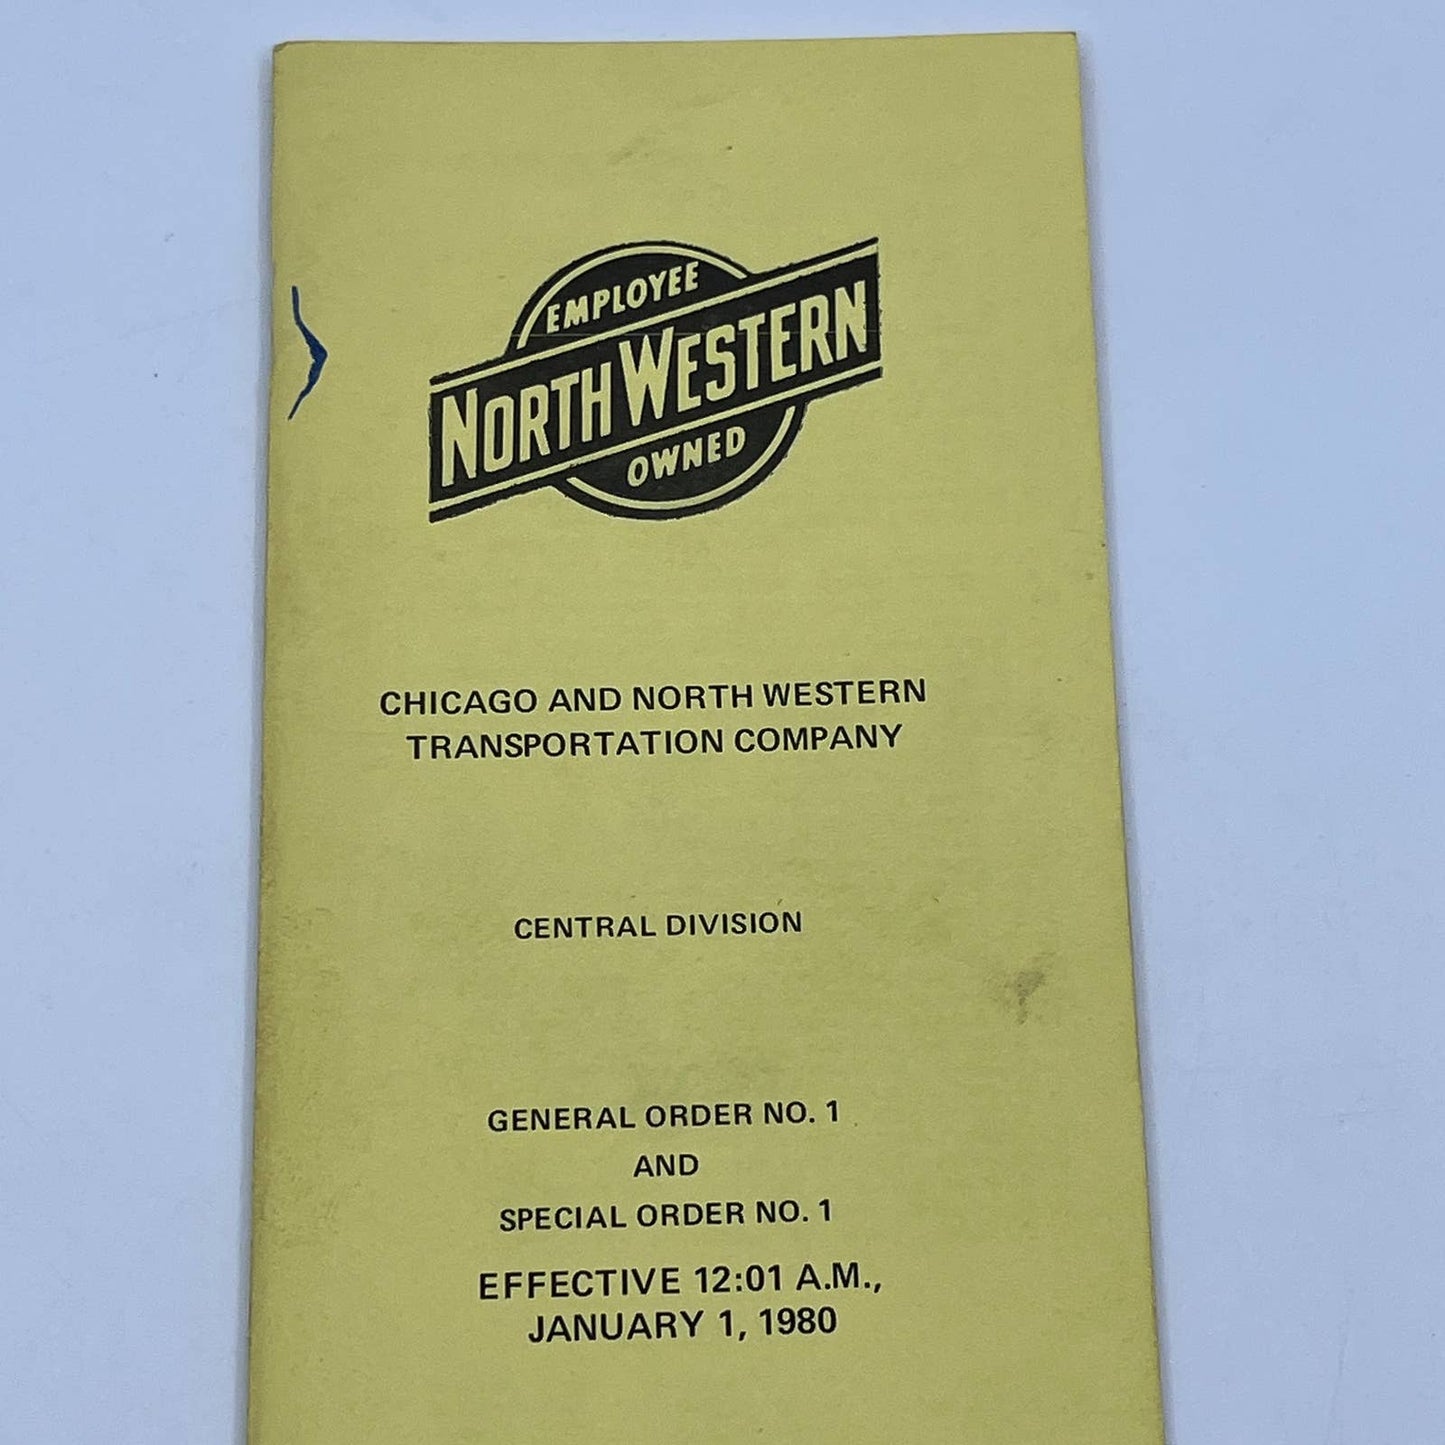 EMPLOYEE
NORTH WESTERN
OWNED
CHICAGO AND NORTH WESTERN
TRANSPORTATION COMPANY
CENTRAL DIVISION
GENERAL ORDER NO. 1
AND
SPECIAL ORDER NO. 1
EFFECTIVE 12:01 A.M.,
JANUARY 1, 1980